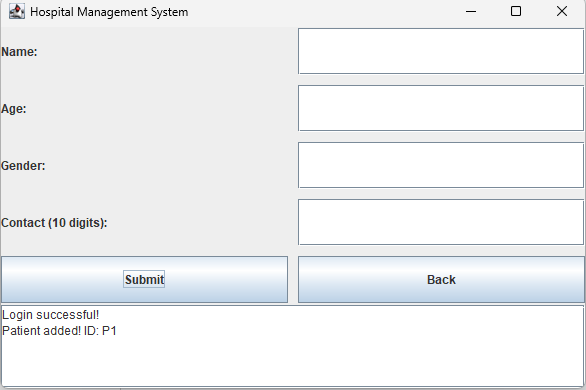 Hospital Management System
Name:
Age:
Gender:
Contact (10 digits):
Submit Back
Login successful!
Patient added! ID: P1